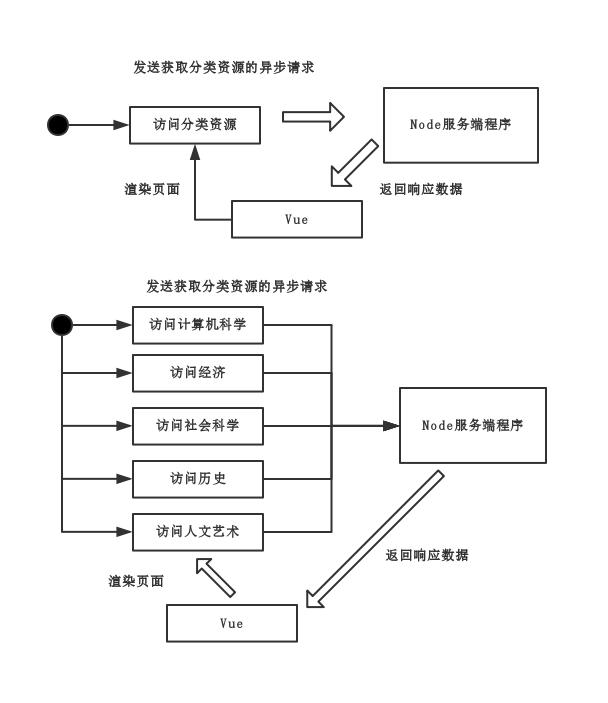 发送获取分类资源的异步请求
访问分类资源
Node服务端程序
渲染页面
返回响应数据
Vue
发送获取分类资源的异步请求
访问计算机科学
访问经济
访问社会科学
Node服务端程序
访问历史
访问人文艺术
返回响应数据
渲染页面
Vue